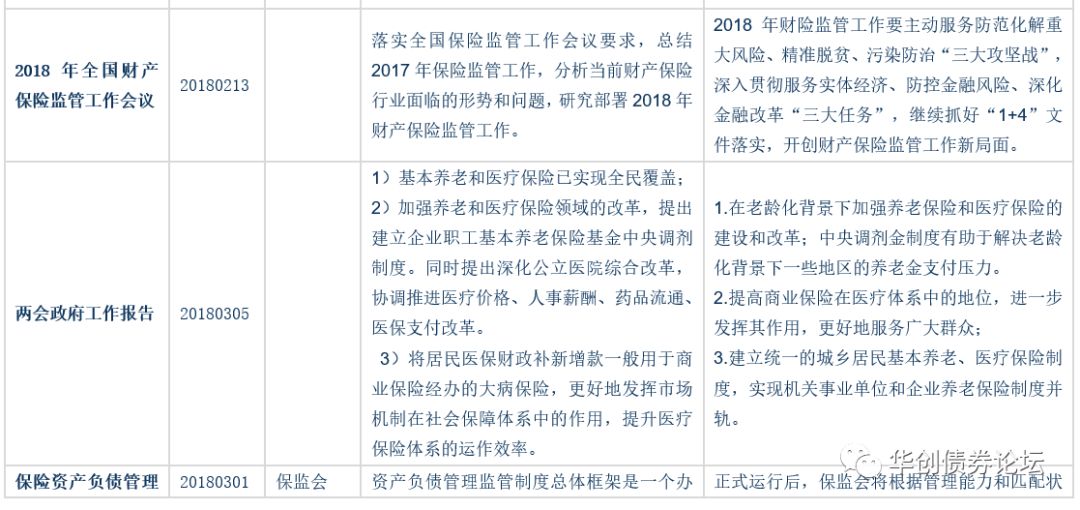 2018 年全国财产
保险监管工作会议
20180213
落实全国保险监管工作会议要求，总结
2017 年保险监管工作，分析当前财产保险
行业面临的形势和问题，研究部署 2018 年
财产保险监管工作。
2018 年财险监管工作要主动服务防范化解重
大风险、精准脱贫、污染防治“三大攻坚战”，
深入贯彻服务实体经济、防控金融风险、深化
金融改革“三大任务”，继续抓好“1+4”文
件落实，开创财产保险监管工作新局面。
两会政府工作报告
20180305
1）基本养老和医疗保险已实现全民覆盖；
2）加强养老和医疗保险领域的改革，提出
建立企业职工基本养老保险基金中央调剂
制度。同时提出深化公立医院综合改革，
协调推进医疗价格、人事薪酬、药品流通、
医保支付改革。
3）将居民医保财政补新增款一般用于商
业保险经办的大病保险，更好地发挥市场
机制在社会保障体系中的作用，提升医疗
保险体系的运作效率。
1.在老龄化背景下加强养老保险和医疗保险的
建设和改革；中央调剂金制度有助于解决老龄
化背景下一些地区的养老金支付压力。
2.提高商业保险在医疗体系中的地位，进一步
发挥其作用，更好地服务广大群众；
3.建立统一的城乡居民基本养老、医疗保险制
度，实现机关事业单位和企业养老保险制度并
轨。
保险资产负债管理
20180301
保监会
资产负债管理监管制度总体框架是一个办
正式运行后，保监会将根据管理能力和匹配状
华创债券论坛